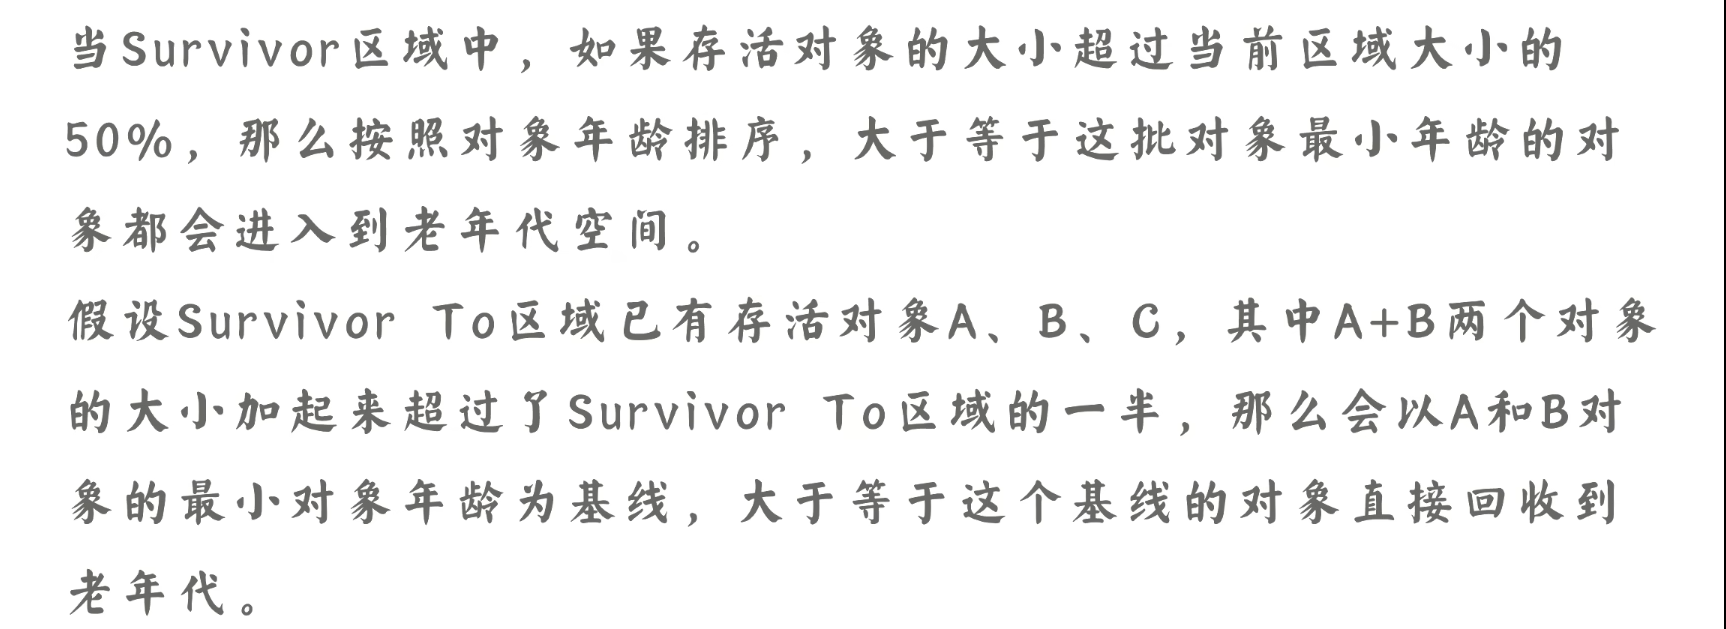 当Survivor区域中，如果存活对象的大小超过当前区域大小的
50%，那么按照对象年龄排序，大于等于这批对象最小年龄的对
象都会进入到老年代空间。
假设Survivor To区域已有存活对象A、B、C，其中A+B两个对象
的大小加起来超过了Survivor To区域的一半，那么会以A和B对
象的最小对象年龄为基线，大于等于这个基线的对象直接回收到
老年代。